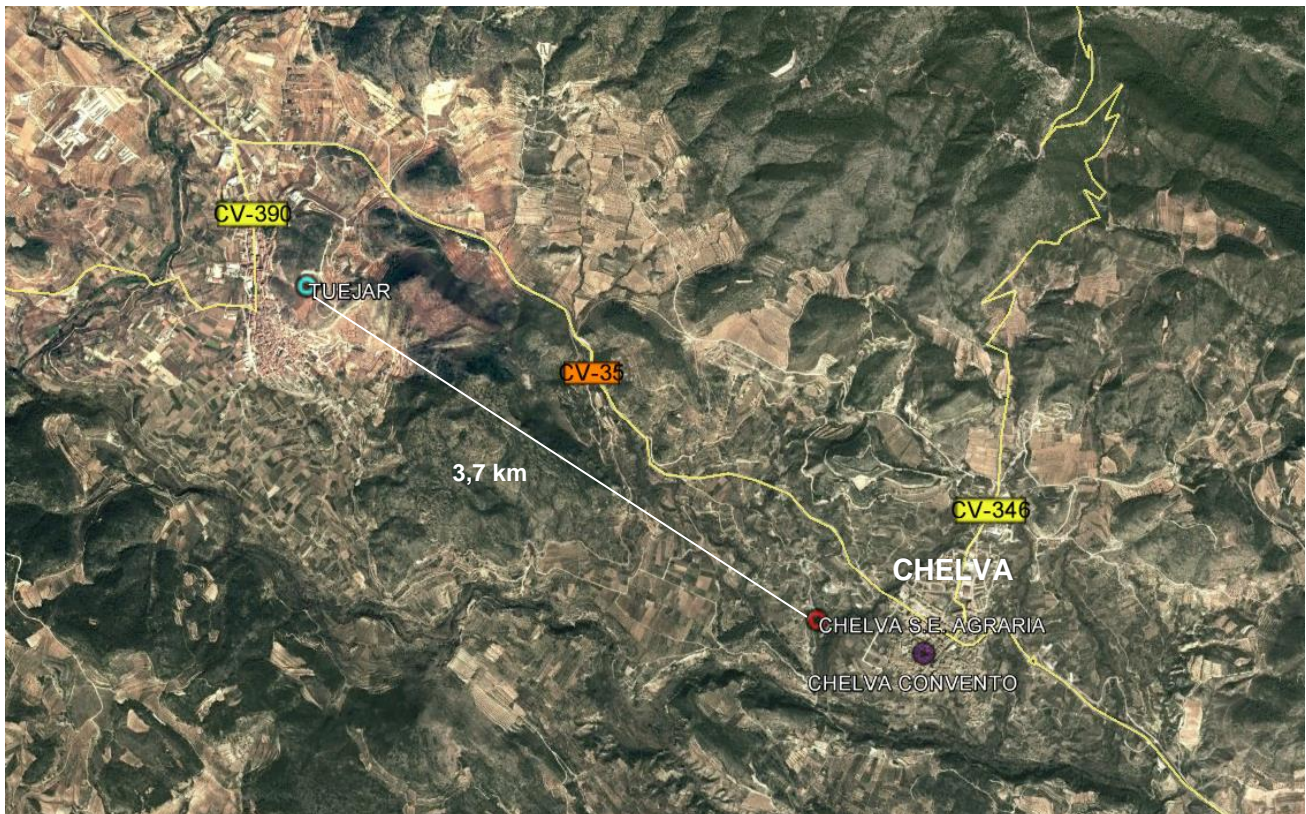 CV-390
TUEJAR
CV-35
3,7 km
CV-346
CHELVA
CHELVA S.E. AGRARIA
CHELVA CONVENTO